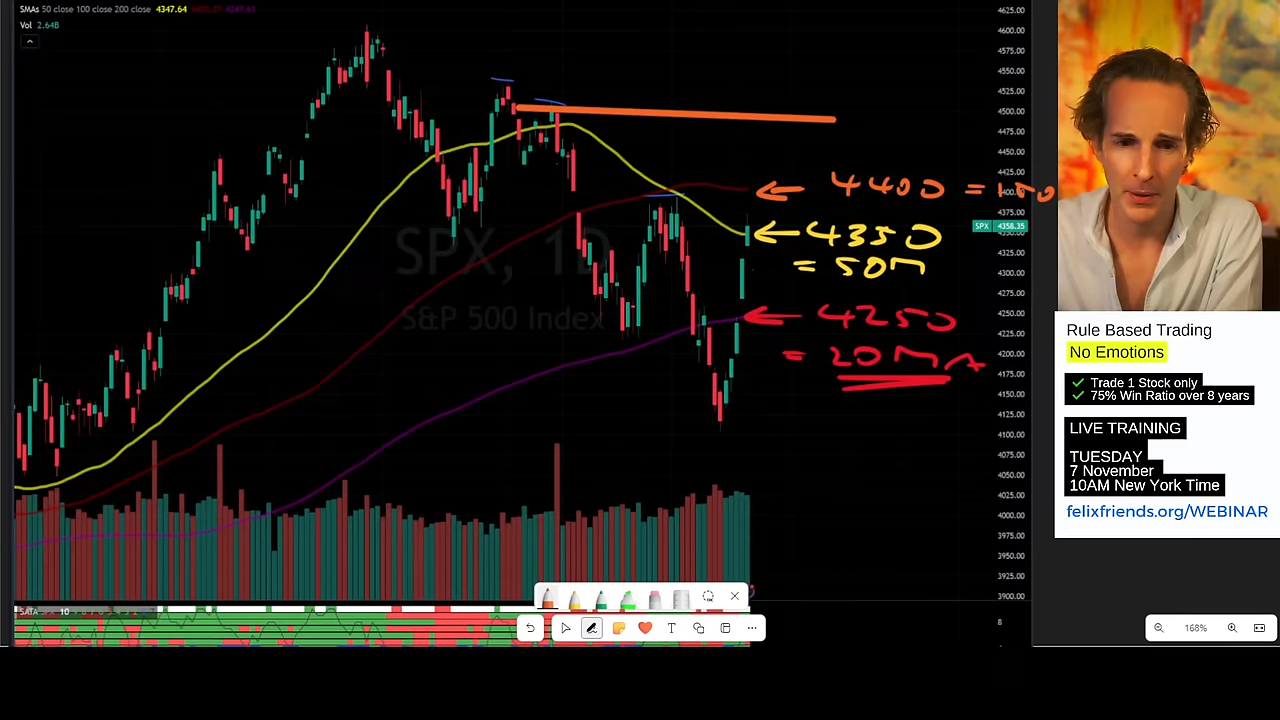 SMAs 50 close 100 close 200 close 4347.64
Vol 2.64B
SPX, 1D
S&P 500 Index
4625.00
4600.00
4575.00
4550.00
4525.00
4500.00
4475.00
4450.00
4425.00
4400.00
4375.00
SPX 4358.35
4325.00
4300.00
4275.00
4250.00
4225.00
4200.00
4175.00
4150.00
4125.00
4100.00
4075.00
4050.00
4025.00
4000.00
3975.00
3950.00
3925.00
3900.00
8
← 4400 = 100
← 4350
= 50M
← 4250
= 20MA
SATA
10
168%
Rule Based Trading
No Emotions
✓ Trade 1 Stock only
✓ 75% Win Ratio over 8 years
LIVE TRAINING
TUESDAY
7 November
10AM New York Time
felixfriends.org/WEBINAR